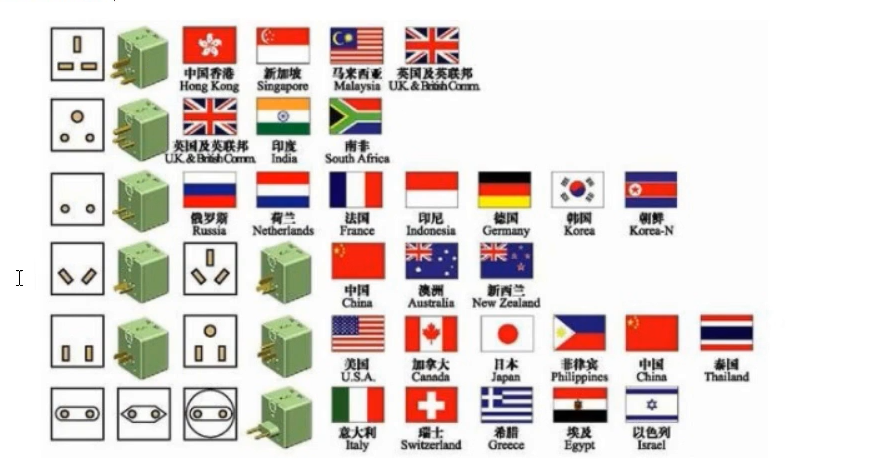 中国香港 新加坡 马来西亚 英国及英联邦
Hong Kong Singapore Malaysia U.K. & British Comm.
英国及英联邦 印度 南非
U.K. & British Comm. India South Africa
俄罗斯 荷兰 法国 印尼 德国 韩国 朝鲜
Russia Netherlands France Indonesia Germany Korea Korea-N
中国 澳洲 新西兰
China Australia New Zealand
美国 加拿大 日本 菲律宾 中国 泰国
U.S.A. Canada Japan Philippines China Thailand
意大利 瑞士 希腊 埃及 以色列
Italy Switzerland Greece Egypt Israel